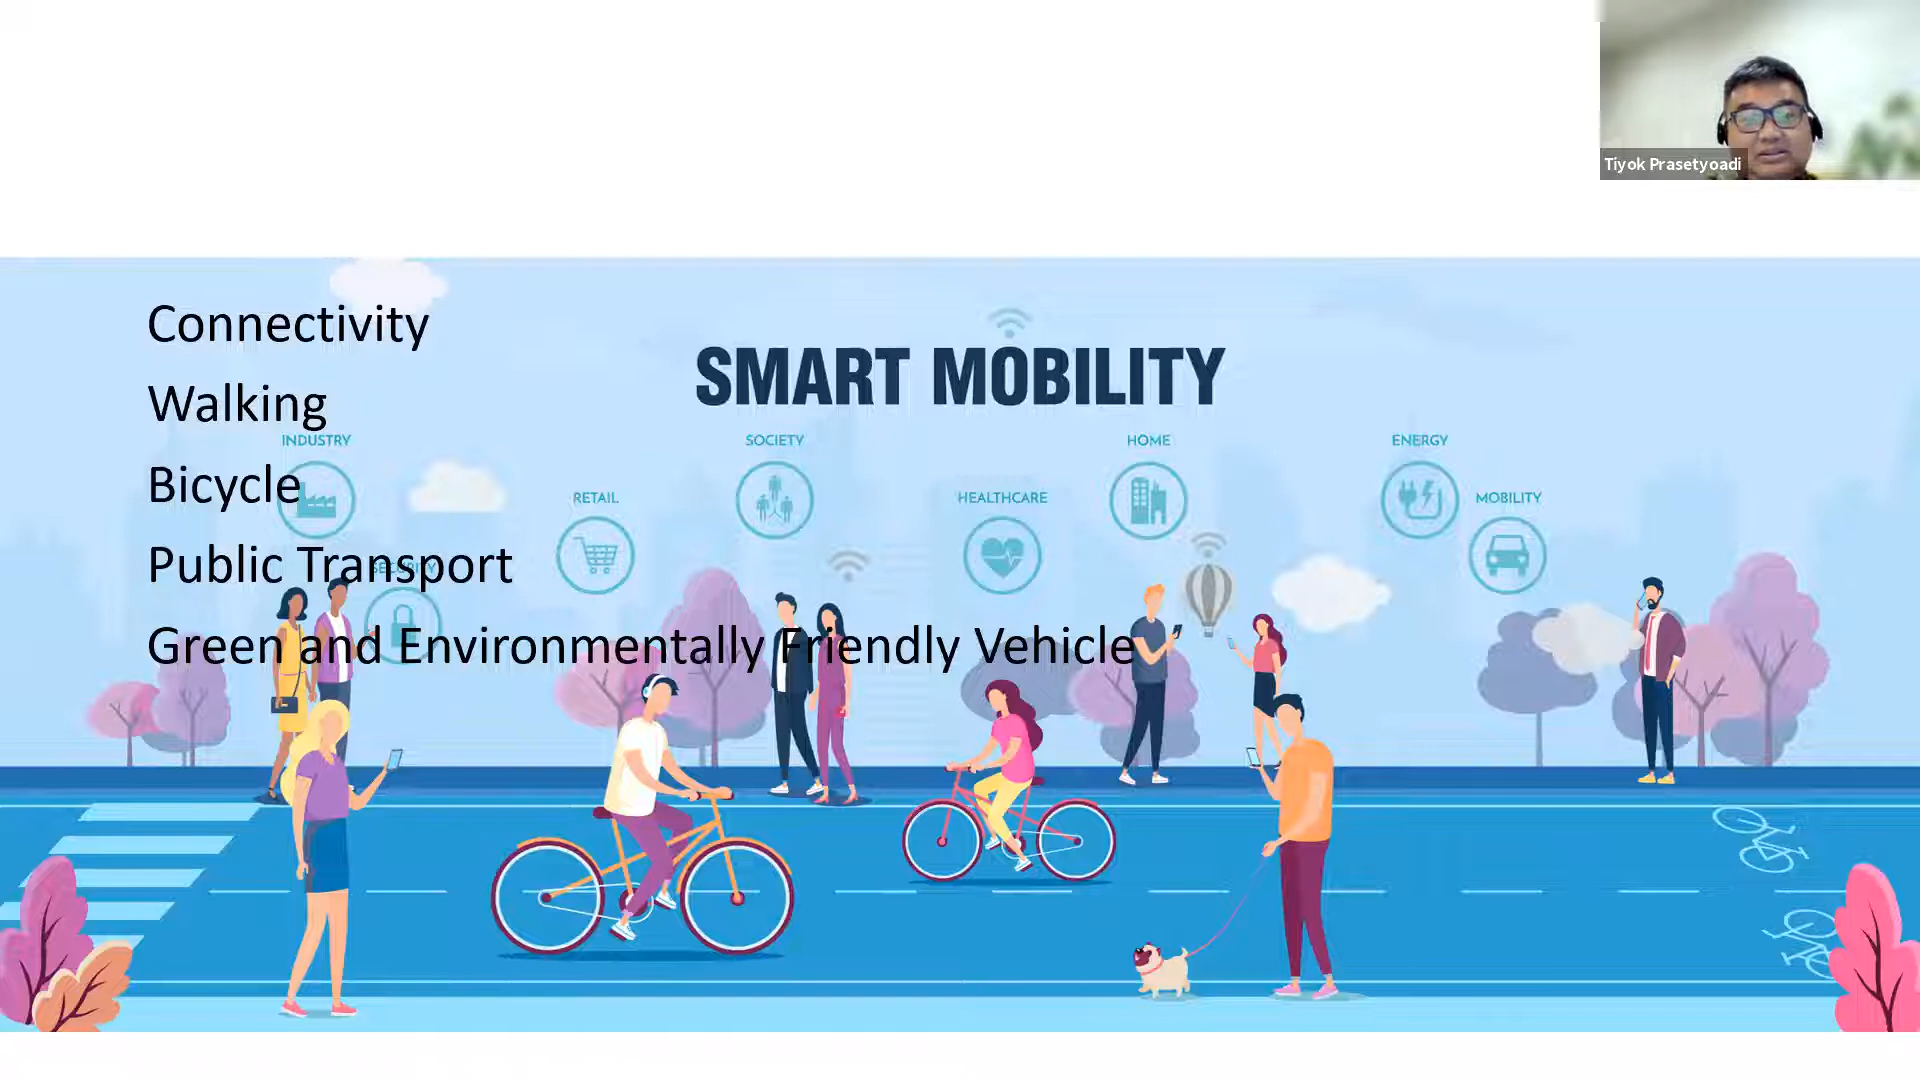 Tiyok Prasetyoadi
Connectivity
SMART MOBILITY
Walking
INDUSTRY
SOCIETY
HOME
ENERGY
Bicycle
RETAIL
HEALTHCARE
MOBILITY
Public Transport
SECURITY
Green and Environmentally Friendly Vehicle